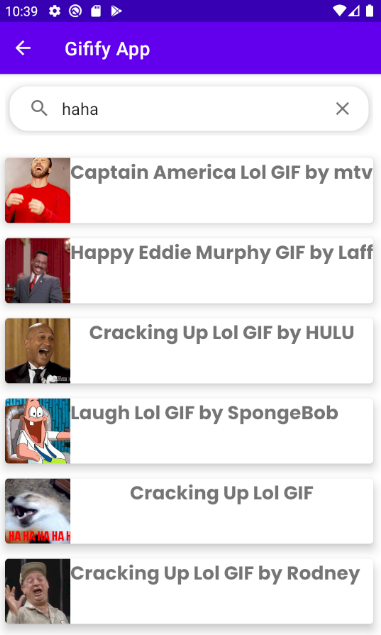 10:39
Gifify App
haha
Captain America Lol GIF by mtv
Happy Eddie Murphy GIF by Laff
Cracking Up Lol GIF by HULU
Laugh Lol GIF by SpongeBob
Cracking Up Lol GIF
HA HA HA HA H
Cracking Up Lol GIF by Rodney